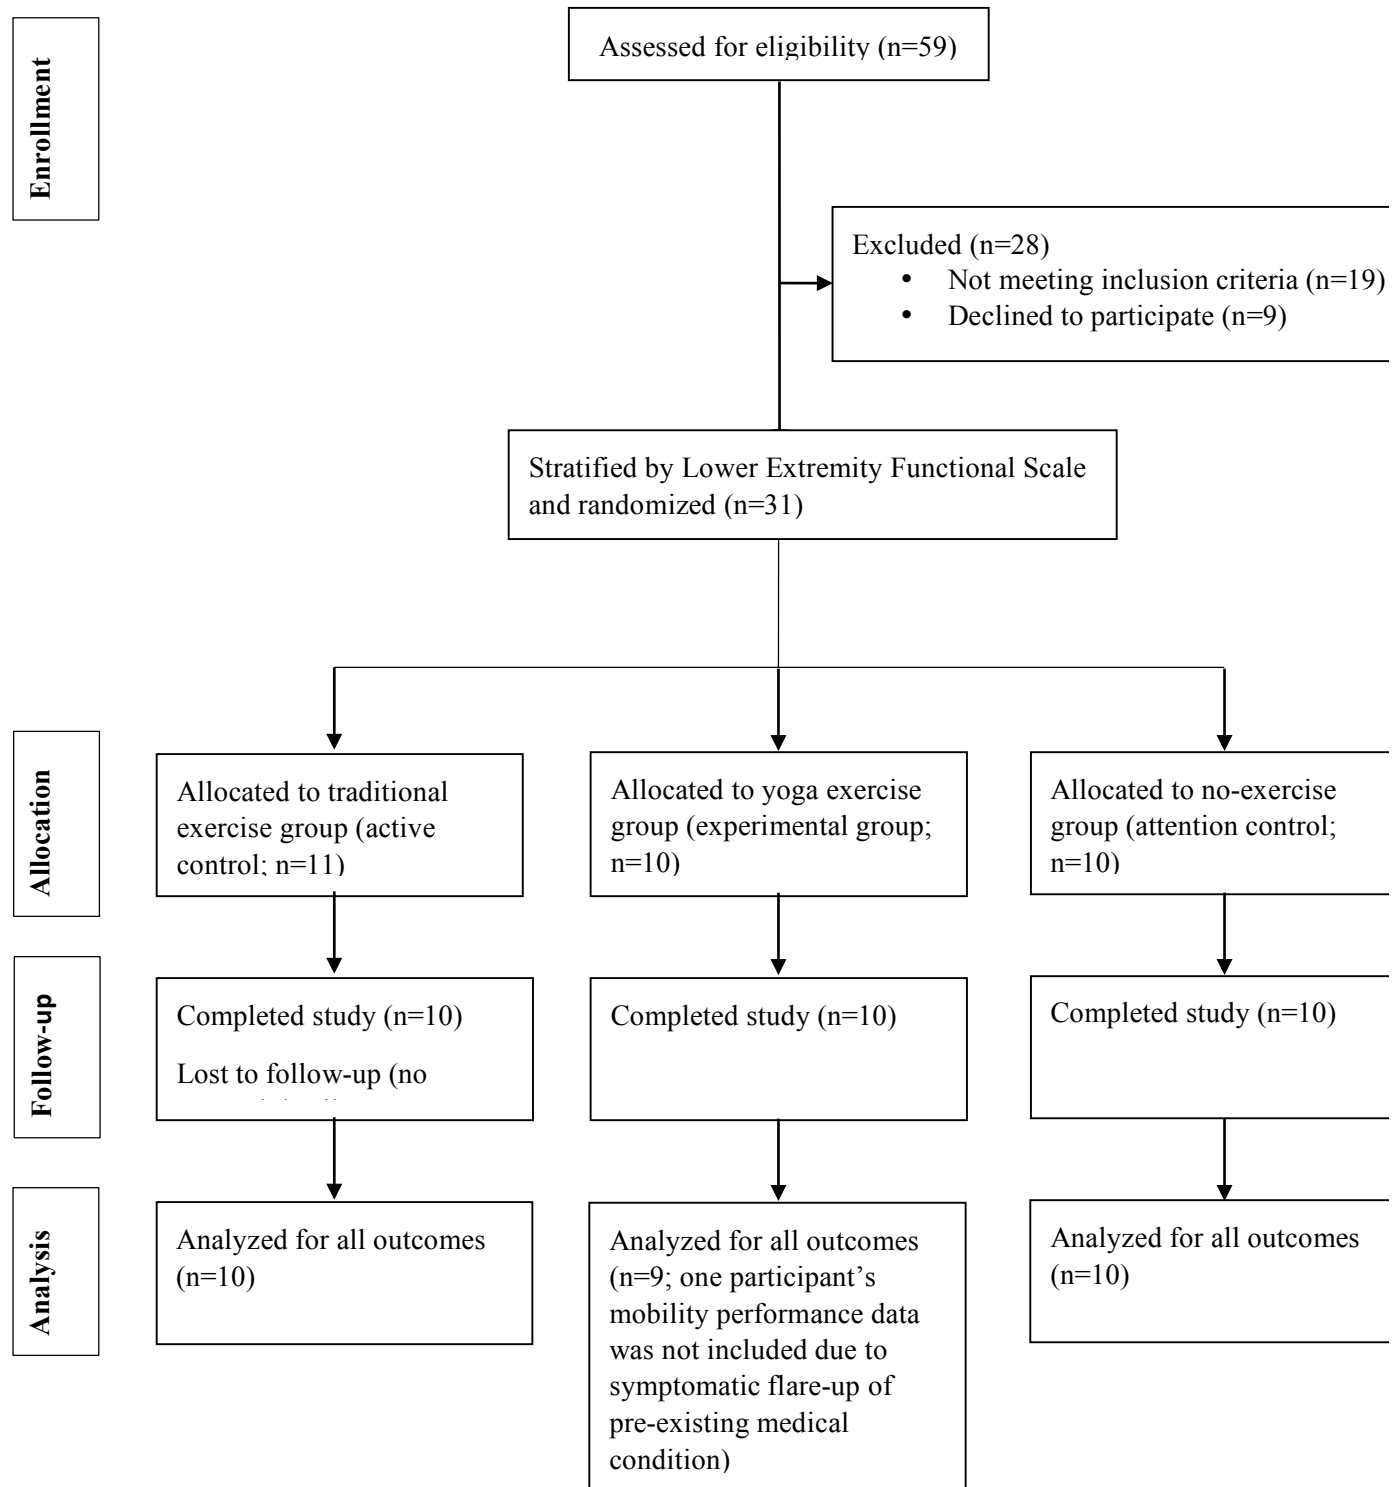 Enrollment
Assessed for eligibility (n=59)
Excluded (n=28)
• Not meeting inclusion criteria (n=19)
• Declined to participate (n=9)
Stratified by Lower Extremity Functional Scale
and randomized (n=31)
Allocation
Allocated to traditional
exercise group (active
control; n=11)
Allocated to yoga exercise
group (experimental group;
n=10)
Allocated to no-exercise
group (attention control;
n=10)
Follow-up
Completed study (n=10)
Lost to follow-up (no
Completed study (n=10)
Completed study (n=10)
Analysis
Analyzed for all outcomes
(n=10)
Analyzed for all outcomes
(n=9; one participant’s
mobility performance data
was not included due to
symptomatic flare-up of
pre-existing medical
condition)
Analyzed for all outcomes
(n=10)